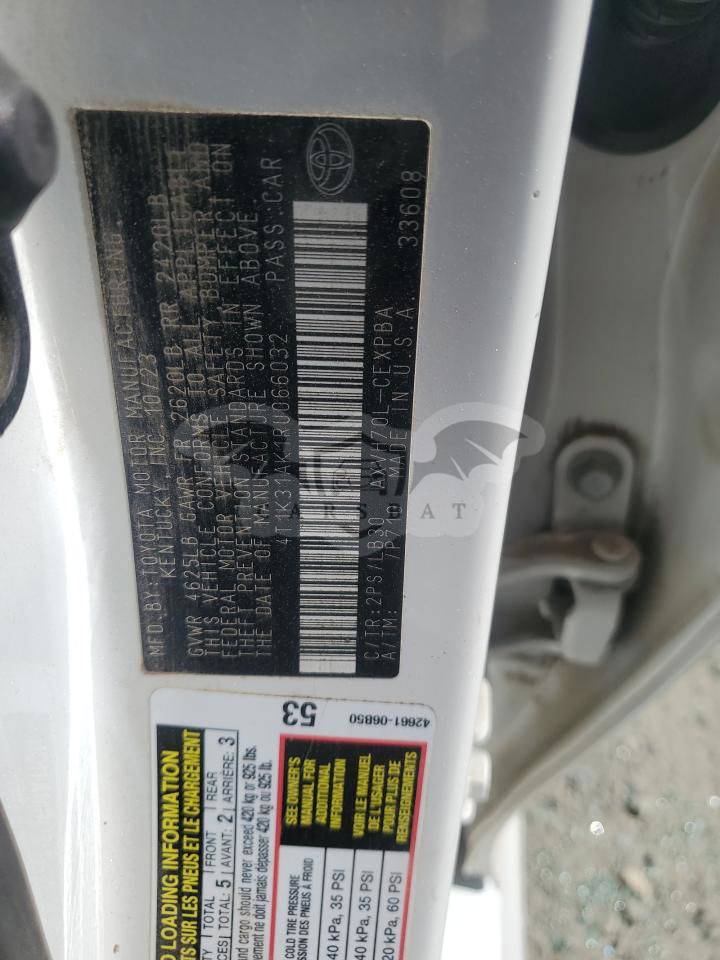 MFD.BY:TOYOTA MOTOR MANUFACTURING,
KENTUCKY, INC. 10/23
GVWR 4625LB GAWR FR 2620LB RR 2420LB
THIS VEHICLE CONFORMS TO ALL APPLICABLE
FEDERAL MOTOR VEHICLE SAFETY BUMPER AND
THEFT PREVENTION STANDARDS IN EFFECT ON
THE DATE OF MANUFACTURE SHOWN ABOVE.
PASS.CAR
C/TR:2PS/LB30 AXVH70L-CEXPBA
A/TM: P710 MADE IN U.S.A. 33608
CARSBAT
53
42661-06B50
LOADING INFORMATION
SUR LES PNEUS ET LE CHARGEMENT
TOTAL FRONT REAR
TOTAL: 5 AVANT: 2 ARRIÈRE: 3
and cargo should never exceed 420 kg or 925 lbs.
ne doit jamais dépasser 420 kg ou 925 lb.
COLD TIRE PRESSURE
DES PNEUS À FROID
SEE OWNER'S
MANUAL FOR
ADDITIONAL
INFORMATION
VOIR LE MANUEL
DE L'USAGER
POUR PLUS DE
RENSEIGNEMENTS
40 kPa, 35 PSI
40 kPa, 35 PSI
20 kPa, 60 PSI